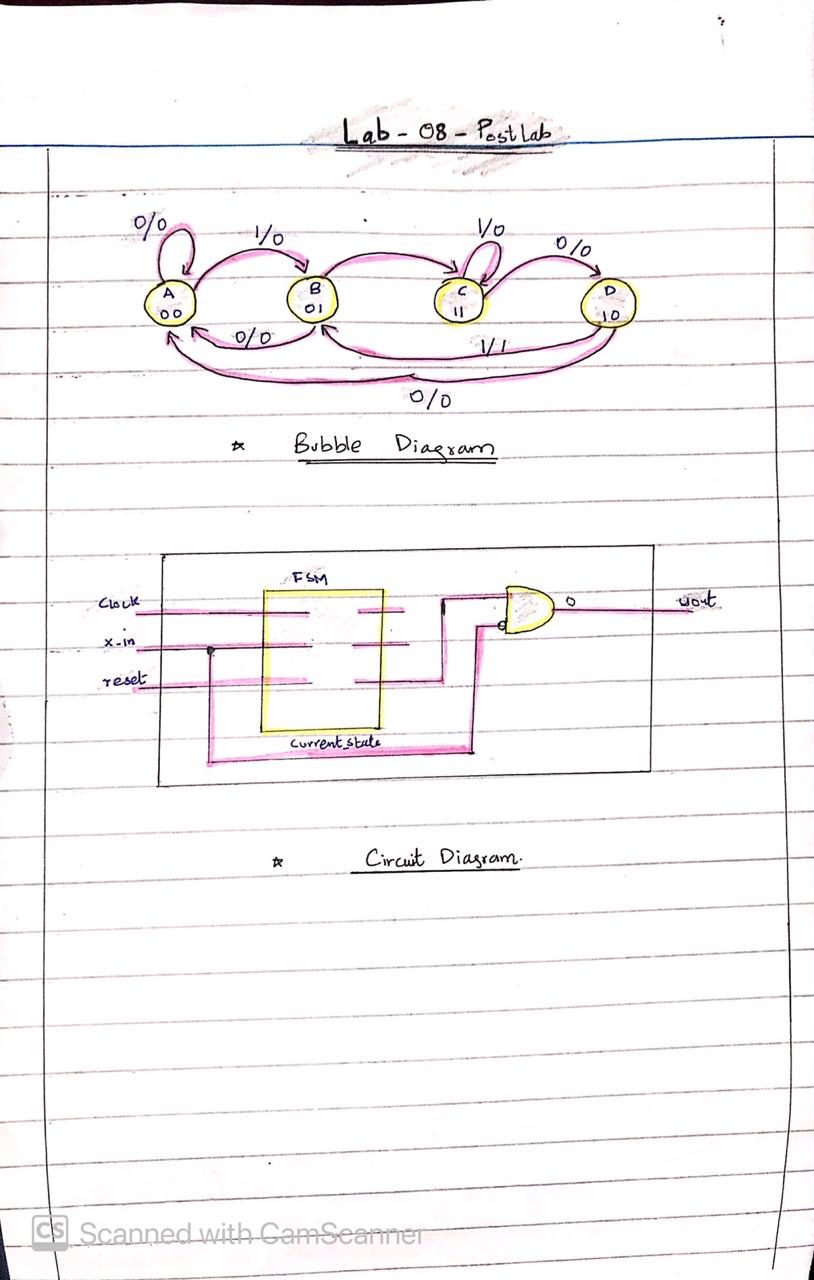 Lab - 08 - Post Lab
0/0 1/0 1/0 0/0
A B C D
00 01 11 10
0/0 1/1
0/0
* Bubble Diagram
FSM
Clock
0
x-in
reset
current_state
* Circuit Diagram.
CS Scanned with CamScanner